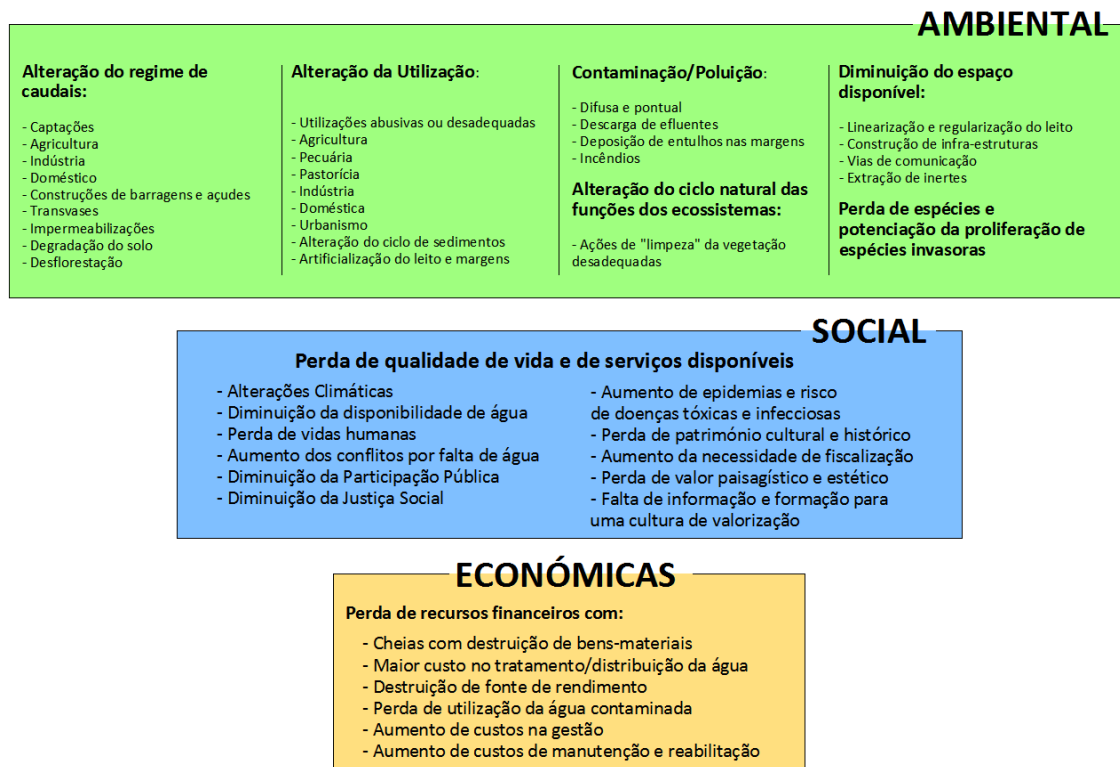 AMBIENTAL
Alteração do regime de
caudais:
- Captações
- Agricultura
- Indústria
- Doméstico
- Construções de barragens e açudes
- Transvases
- Impermeabilizações
- Degradação do solo
- Desflorestação
Alteração da Utilização:
- Utilizações abusivas ou desadequadas
- Agricultura
- Pecuária
- Pastorícia
- Indústria
- Doméstica
- Urbanismo
- Alteração do ciclo de sedimentos
- Artificialização do leito e margens
Contaminação/Poluição:
- Difusa e pontual
- Descarga de efluentes
- Deposição de entulhos nas margens
- Incêndios
Alteração do ciclo natural das
funções dos ecossistemas:
- Ações de "limpeza" da vegetação
desadequadas
Diminuição do espaço
disponível:
- Linearização e regularização do leito
- Construção de infra-estruturas
- Vias de comunicação
- Extração de inertes
Perda de espécies e
potenciação da proliferação de
espécies invasoras
SOCIAL
Perda de qualidade de vida e de serviços disponíveis
- Alterações Climáticas
- Diminuição da disponibilidade de água
- Perda de vidas humanas
- Aumento dos conflitos por falta de água
- Diminuição da Participação Pública
- Diminuição da Justiça Social
- Aumento de epidemias e risco
de doenças tóxicas e infecciosas
- Perda de património cultural e histórico
- Aumento da necessidade de fiscalização
- Perda de valor paisagístico e estético
- Falta de informação e formação para
uma cultura de valorização
ECONÓMICAS
Perda de recursos financeiros com:
- Cheias com destruição de bens-materiais
- Maior custo no tratamento/distribuição da água
- Destruição de fonte de rendimento
- Perda de utilização da água contaminada
- Aumento de custos na gestão
- Aumento de custos de manutenção e reabilitação